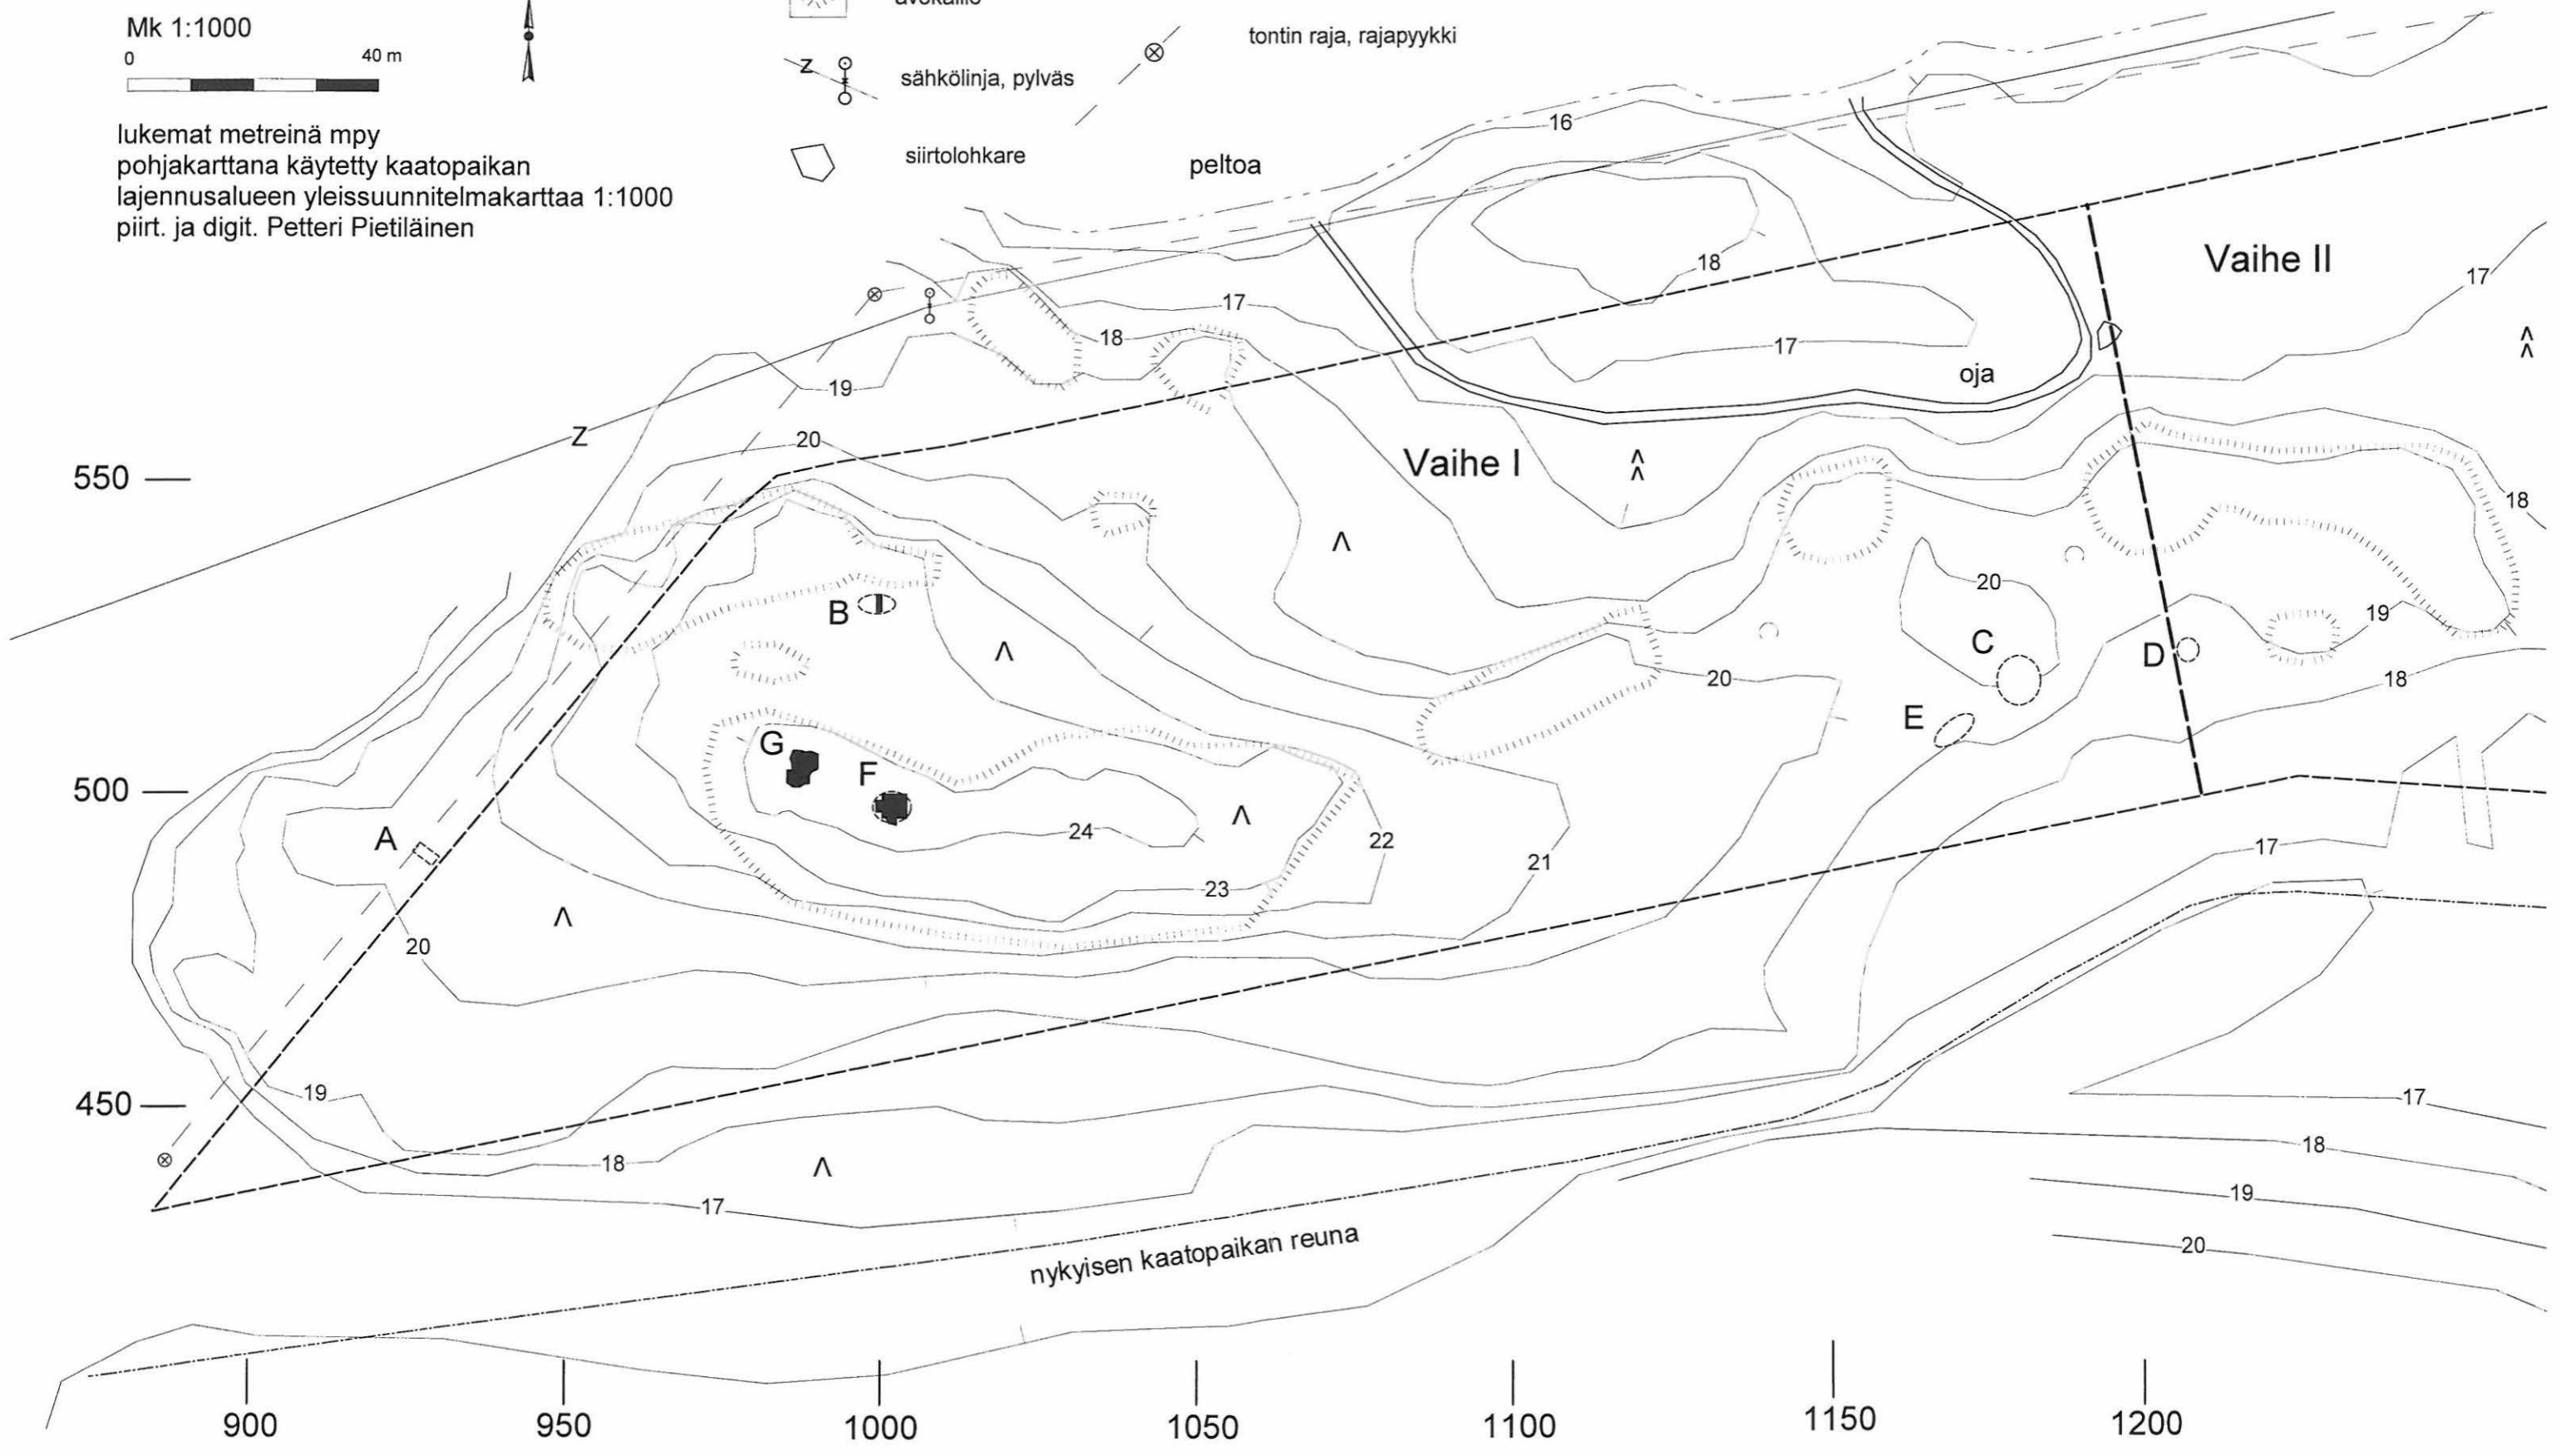 avokallio
Mk 1:1000
0 40 m
tontin raja, rajapyykki
z
sähkölinja, pylväs
siirtolohkare
lukemat metreinä mpy
pohjakarttana käytetty kaatopaikan
lajennusalueen yleissuunnitelmakarttaa 1:1000
piirt. ja digit. Petteri Pietiläinen
peltoa
16
18
Vaihe II
17
17
18
17
oja
19
z
20
550
Vaihe I
18
20
19
B
C
D
20
18
E
G
F
500
A
24
22
21
17
23
20
19
450
17
18
18
17
19
20
nykyisen kaatopaikan reuna
900 950 1000 1050 1100 1150 1200